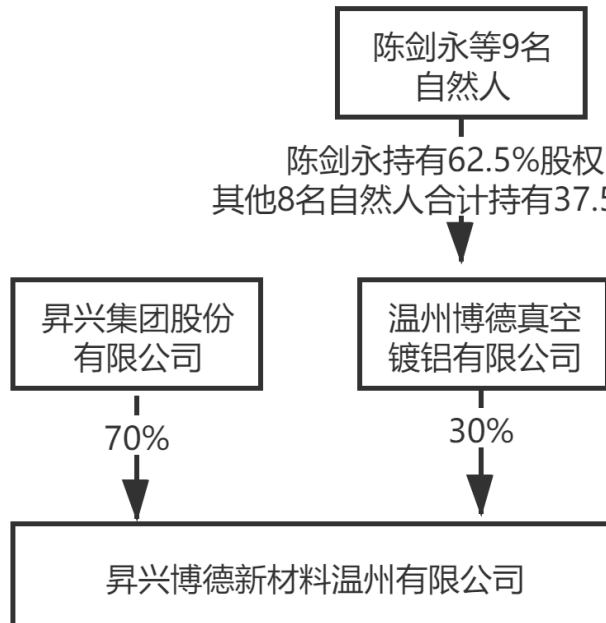 陈剑永等9名
自然人
陈剑永持有62.5%股权
其他8名自然人合计持有37.5
昇兴集团股份
有限公司
温州博德真空
镀铝有限公司
70%
30%
昇兴博德新材料温州有限公司